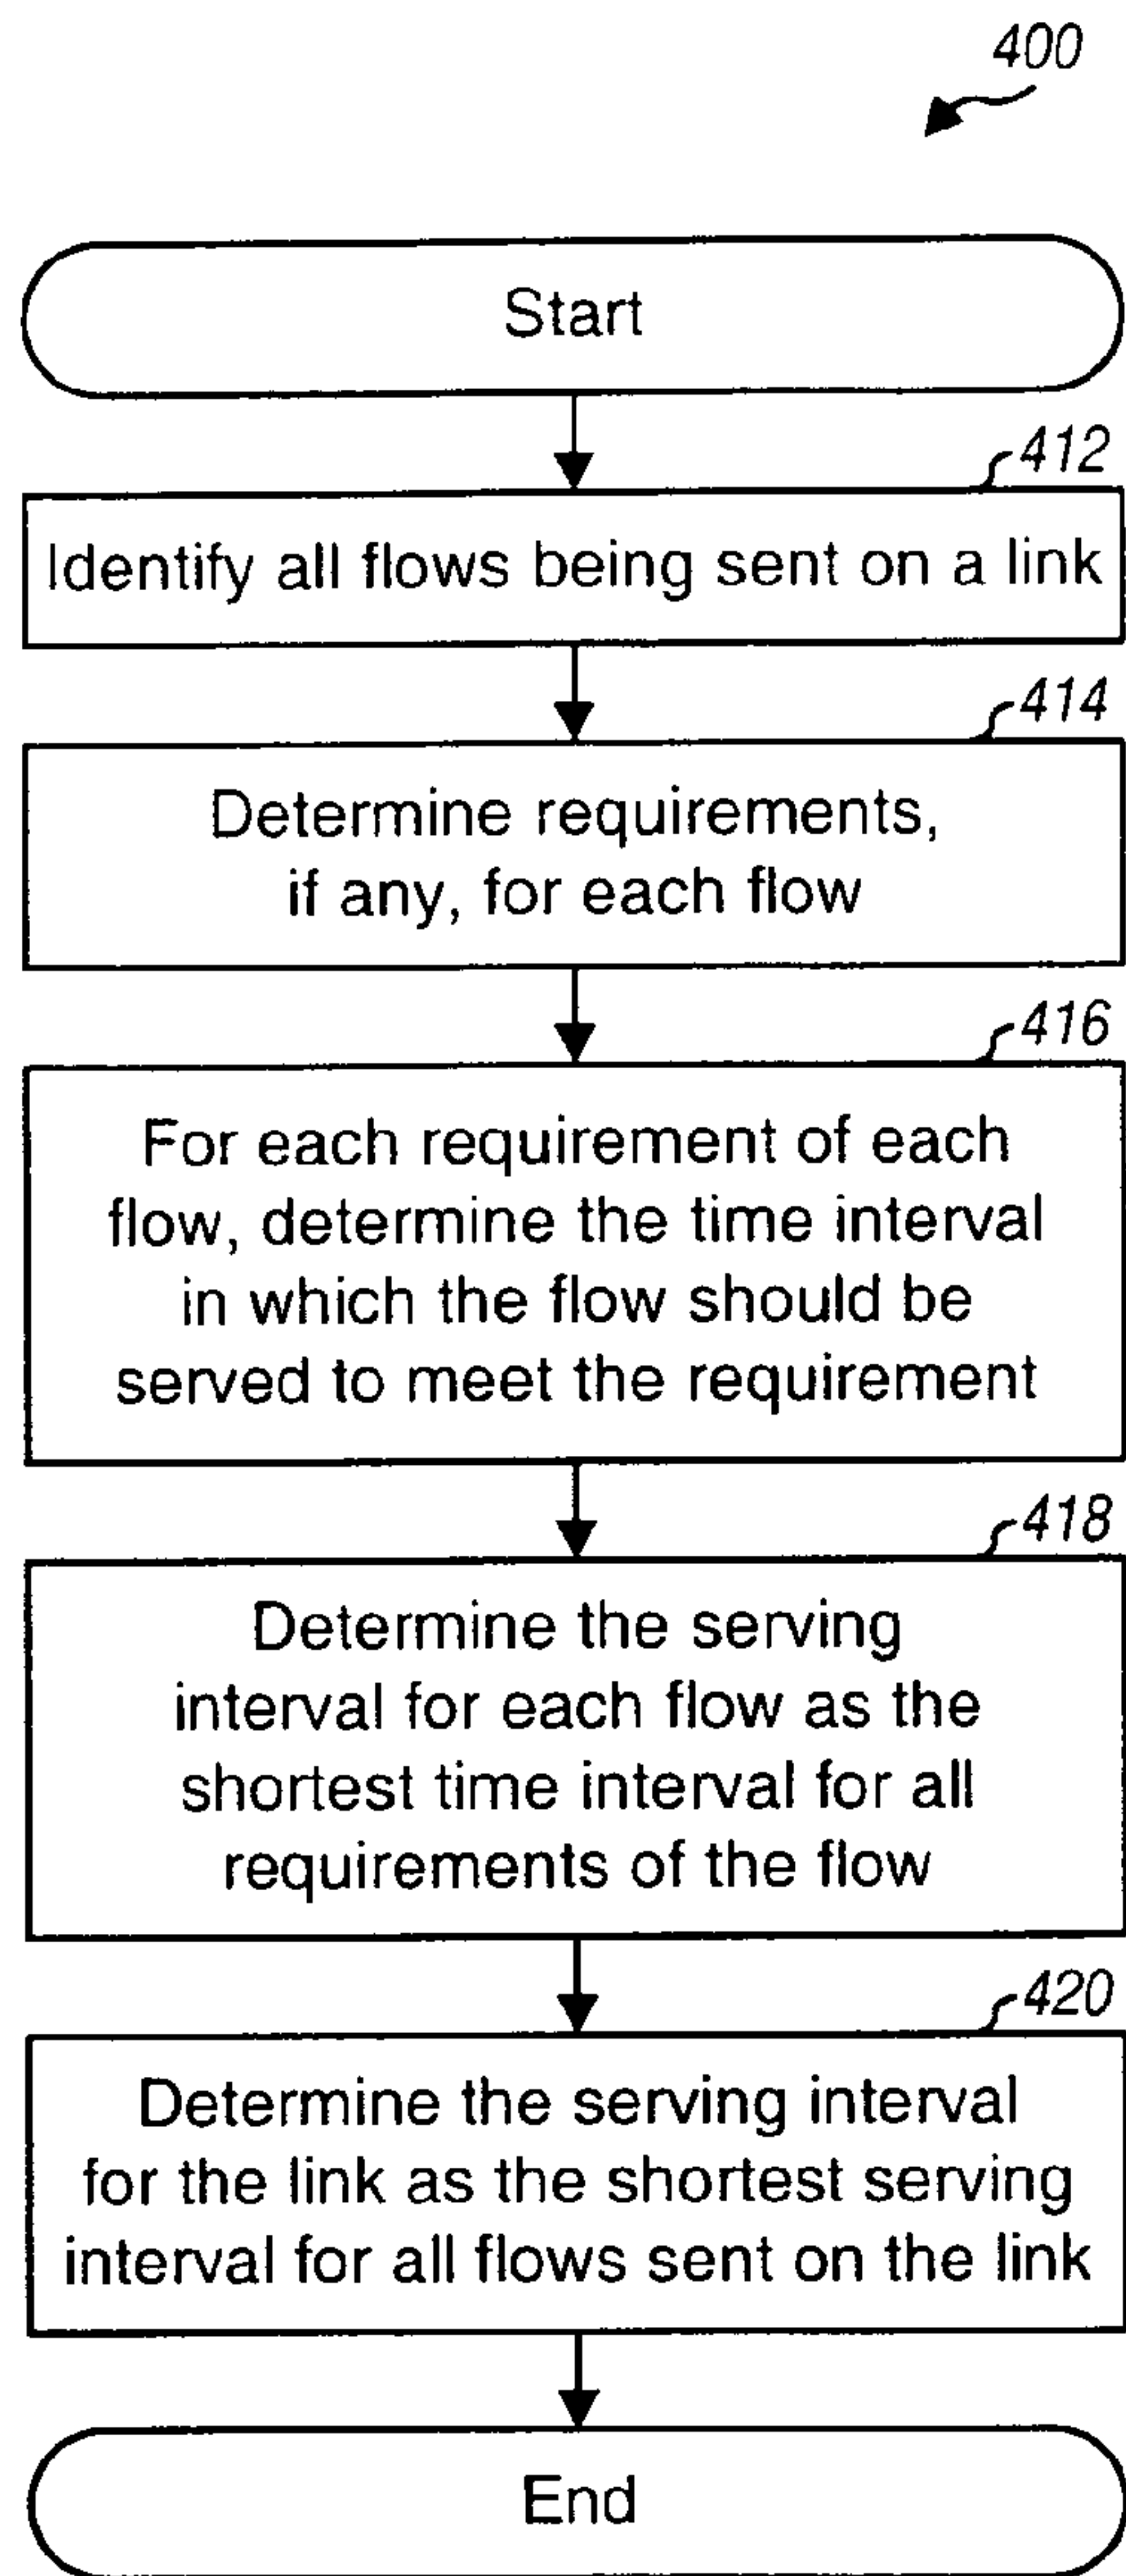 400
Start
412
Identify all flows being sent on a link
414
Determine requirements,
if any, for each flow
416
For each requirement of each
flow, determine the time interval
in which the flow should be
served to meet the requirement
418
Determine the serving
interval for each flow as the
shortest time interval for all
requirements of the flow
420
Determine the serving interval
for the link as the shortest serving
interval for all flows sent on the link
End